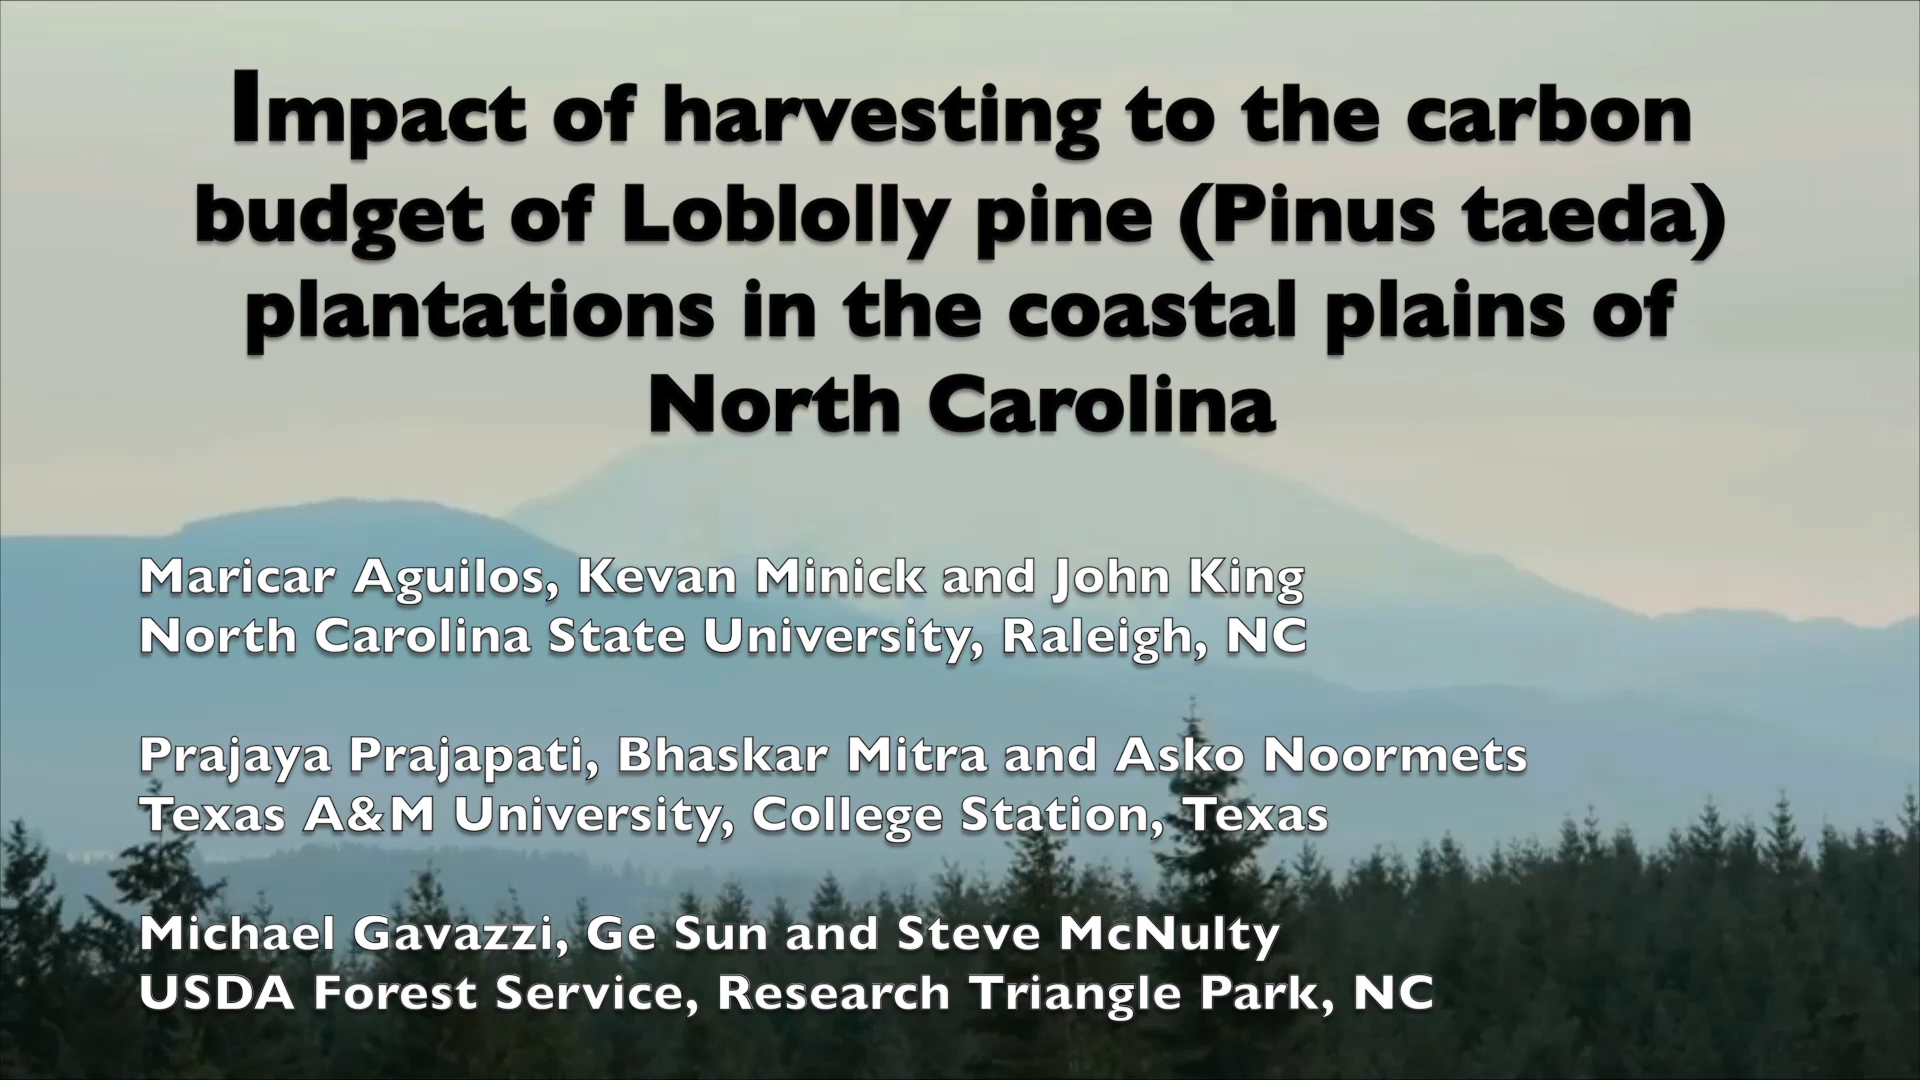 Impact of harvesting to the carbon
budget of Loblolly pine (Pinus taeda)
plantations in the coastal plains of
North Carolina
Maricar Aguilos, Kevan Minick and John King
North Carolina State University, Raleigh, NC
Prajaya Prajapati, Bhaskar Mitra and Asko Noormets
Texas A&M University, College Station, Texas
Michael Gavazzi, Ge Sun and Steve McNulty
USDA Forest Service, Research Triangle Park, NC